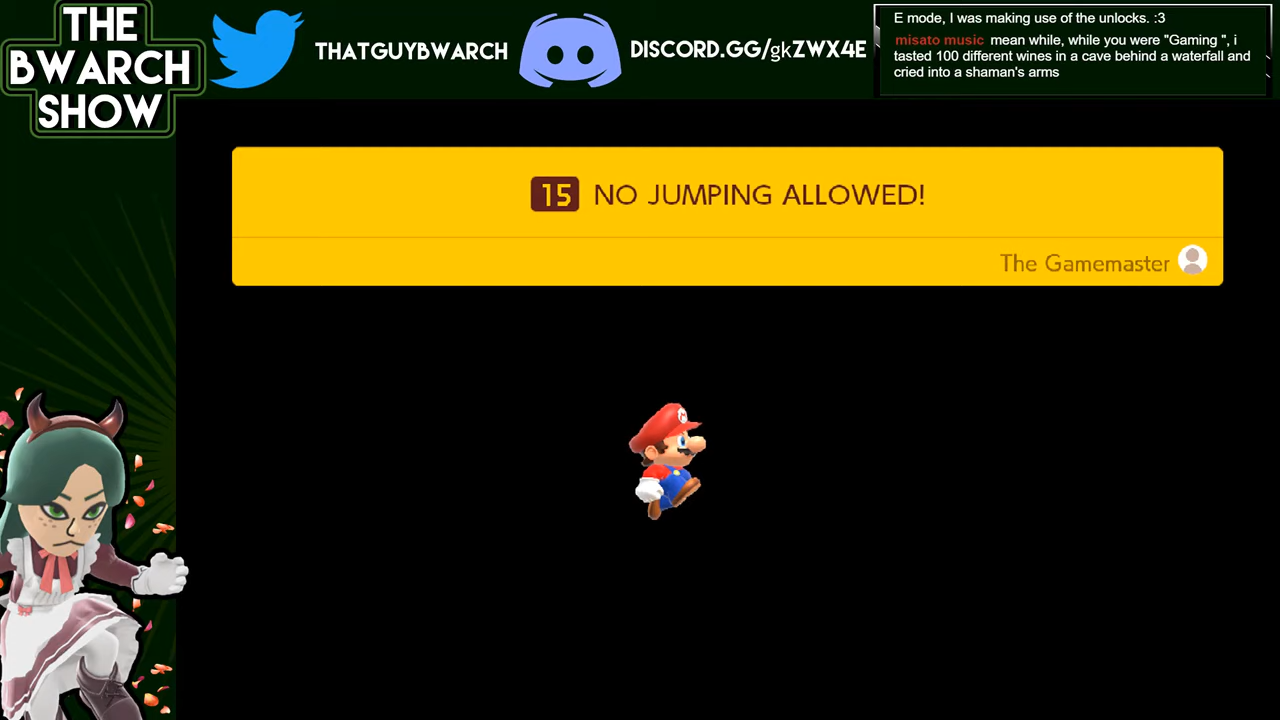 THE
BWARCH
SHOW
THATGUYBWARCH
DISCORD.GG/gkZWX4E
E mode, I was making use of the unlocks. :3
misato music mean while, while you were "Gaming ", i
tasted 100 different wines in a cave behind a waterfall and
cried into a shaman's arms
15 NO JUMPING ALLOWED!
The Gamemaster
M